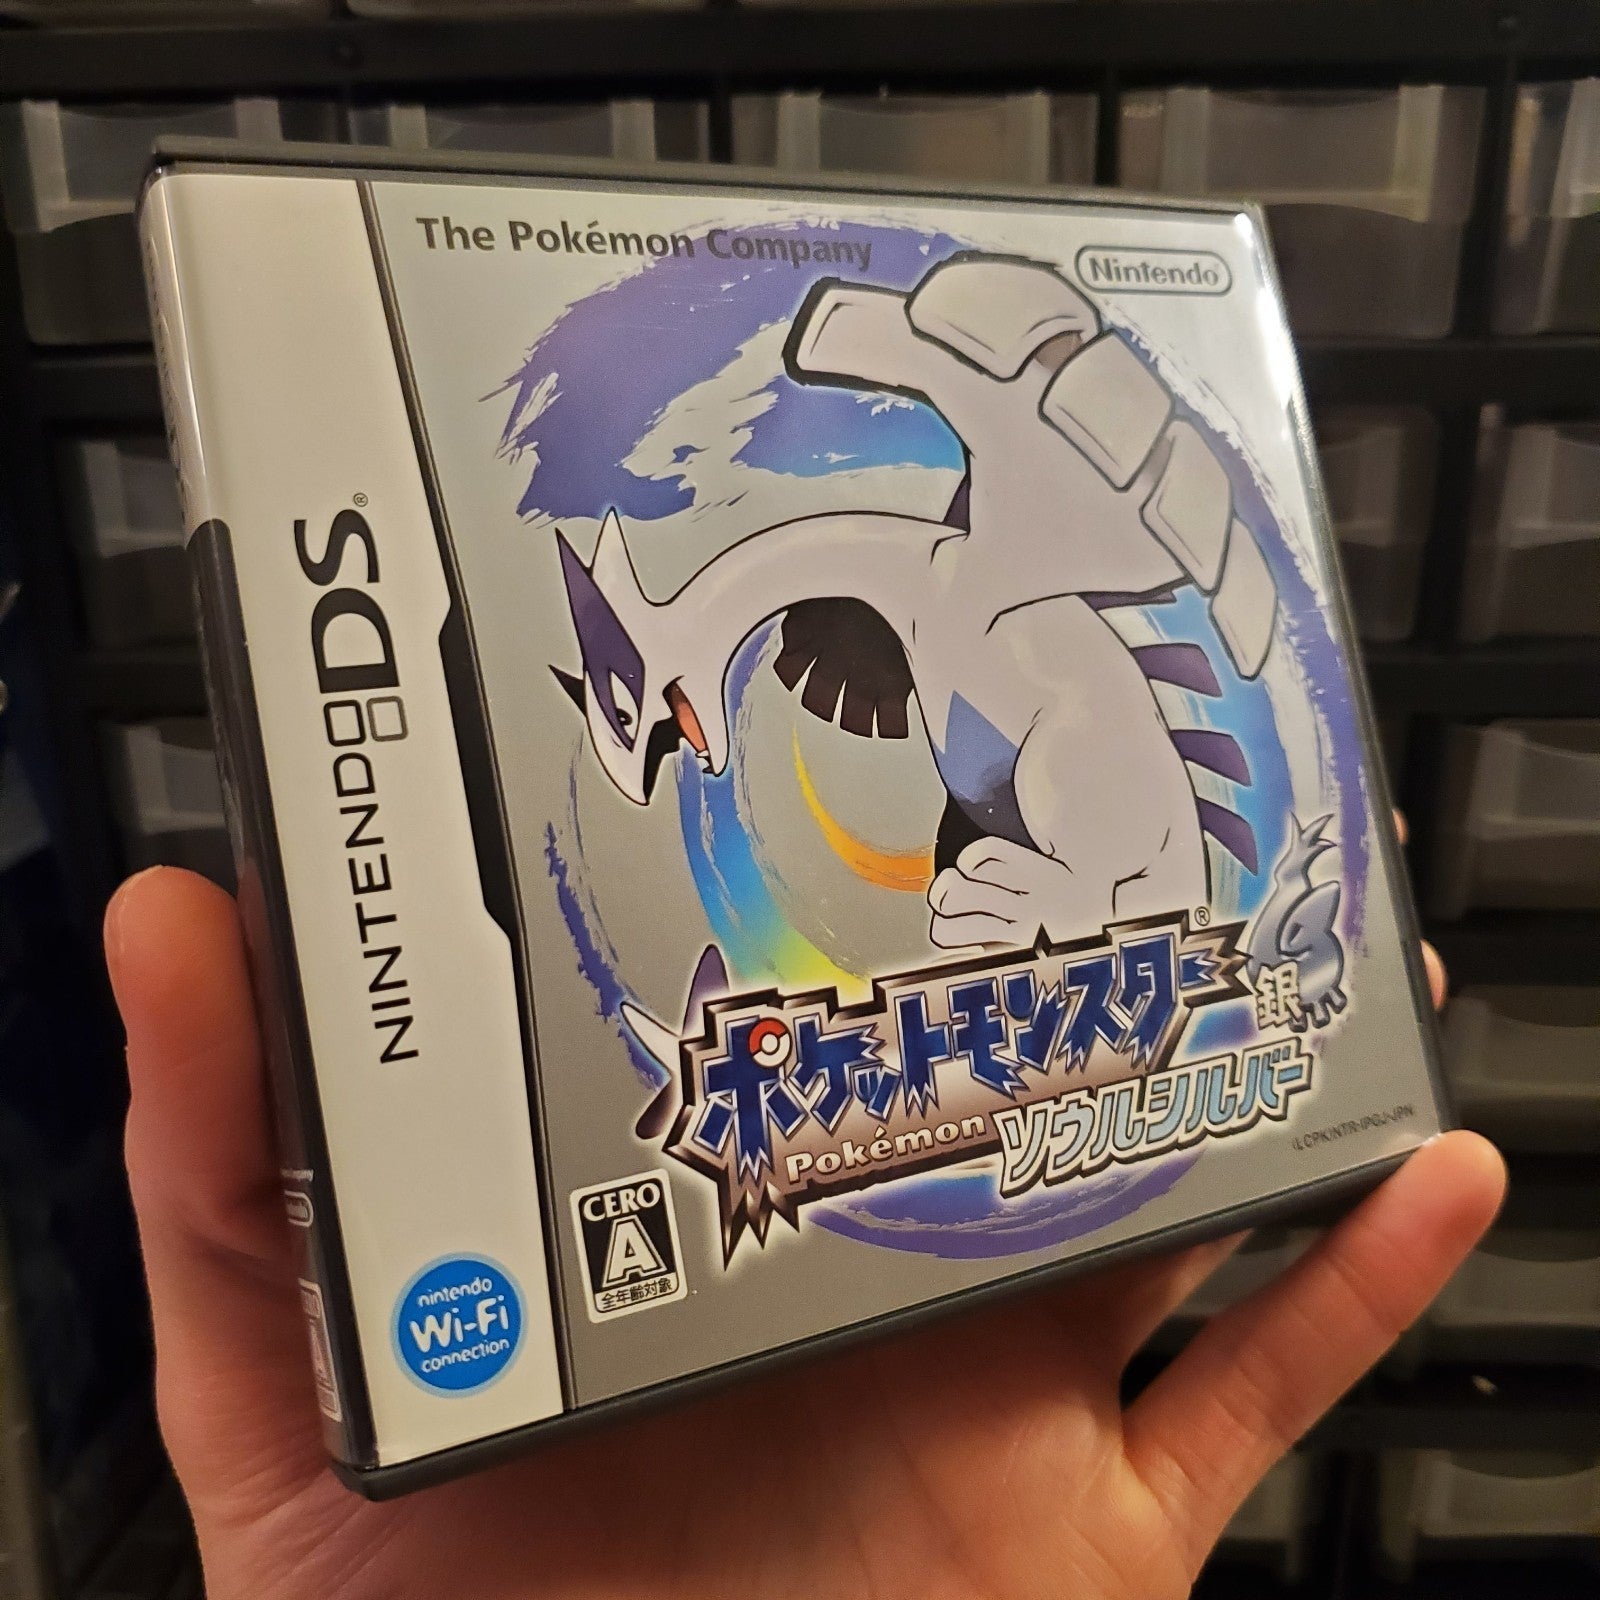 The Pokémon Company
Nintendo®
NINTENDO DS®
ポケットモンスター®
銀
Pokémon
ソウルシルバー
CERO
A
全年齢対象
nintendo
Wi-Fi
connection